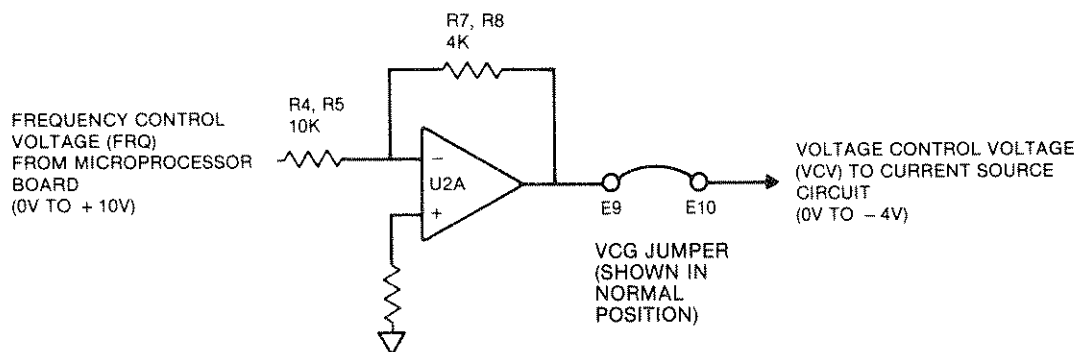 R7, R8
4K
R4, R5
10K
FREQUENCY CONTROL
VOLTAGE (FRQ)
FROM MICROPROCESSOR
BOARD
(0V TO + 10V)
−
U2A
+
E9
E10
VCG JUMPER
(SHOWN IN
NORMAL
POSITION)
VOLTAGE CONTROL VOLTAGE
(VCV) TO CURRENT SOURCE
CIRCUIT
(0V TO − 4V)